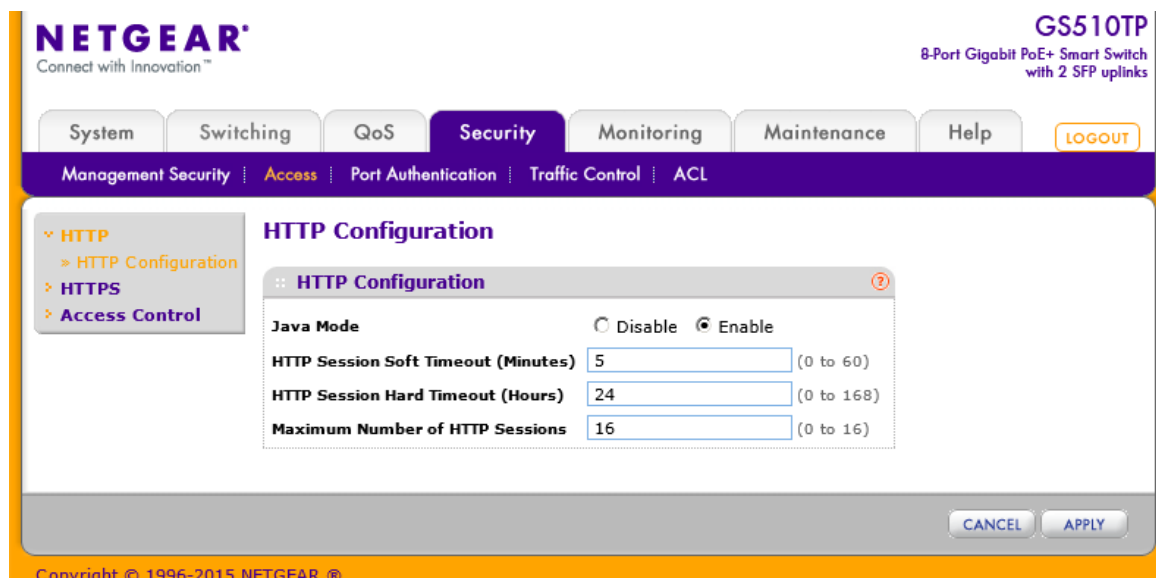 NETGEAR®
Connect with Innovation™
GS510TP
8-Port Gigabit PoE+ Smart Switch
with 2 SFP uplinks
System Switching QoS Security Monitoring Maintenance Help LOGOUT
Management Security Access Port Authentication Traffic Control ACL
HTTP
» HTTP Configuration
HTTPS
Access Control
HTTP Configuration
HTTP Configuration ?
Java Mode Disable Enable
HTTP Session Soft Timeout (Minutes) 5 (0 to 60)
HTTP Session Hard Timeout (Hours) 24 (0 to 168)
Maximum Number of HTTP Sessions 16 (0 to 16)
CANCEL APPLY
Copyright © 1996-2015 NETGEAR ®